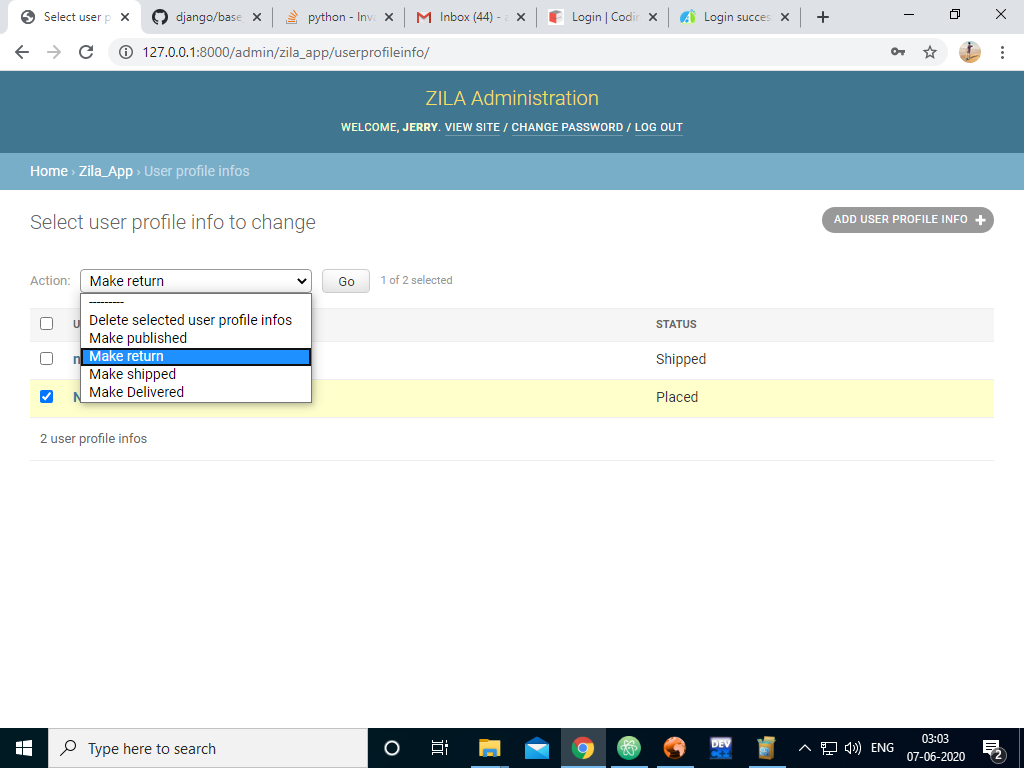 Select user p
django/base
python - Inva
Inbox (44) - a
Login | Codin
Login succes
127.0.0.1:8000/admin/zila_app/userprofileinfo/
ZILA Administration
WELCOME, JERRY. VIEW SITE / CHANGE PASSWORD / LOG OUT
Home › Zila_App › User profile infos
Select user profile info to change
ADD USER PROFILE INFO +
Action: Make return Go 1 of 2 selected
---------
Delete selected user profile infos
Make published
Make return
Make shipped
Make Delivered
U STATUS
n Shipped
N Placed
2 user profile infos
Type here to search
DEV
ENG
03:03
07-06-2020
2